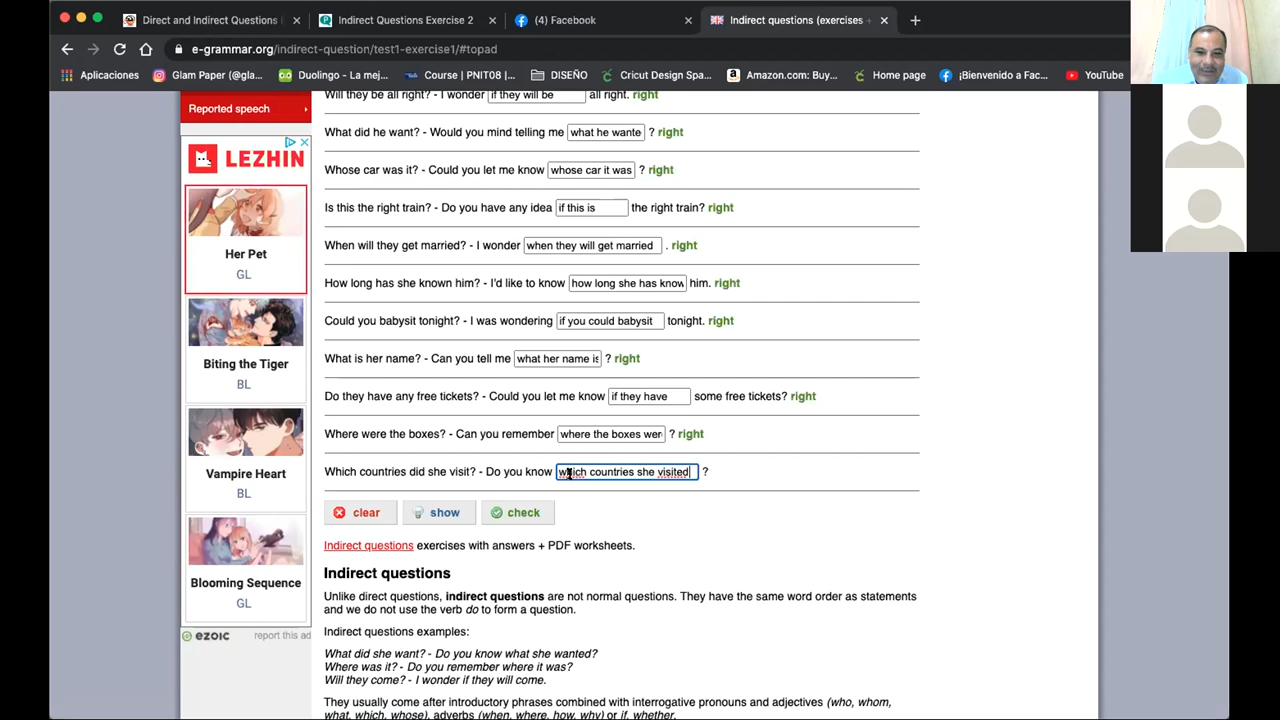 Direct and Indirect Questions
Indirect Questions Exercise 2
(4) Facebook
Indirect questions (exercises +
e-grammar.org/indirect-question/test1-exercise1/#topad
Aplicaciones
Instagram (@gla...
Duolingo - La mej...
Course | PNIT08 |...
DISEÑO
Cricut Design Spa...
Amazon.com: Buy...
Home page
¡Bienvenido a Fac...
YouTube
Reported speech
LEZHIN
Her Pet
GL
Biting the Tiger
BL
Vampire Heart
BL
Blooming Sequence
GL
ezoic
report this ad
Will they be all right? - I wonder if they will be all right. right
What did he want? - Would you mind telling me what he wante ? right
Whose car was it? - Could you let me know whose car it was ? right
Is this the right train? - Do you have any idea if this is the right train? right
When will they get married? - I wonder when they will get married . right
How long has she known him? - I'd like to know how long she has know him. right
Could you babysit tonight? - I was wondering if you could babysit tonight. right
What is her name? - Can you tell me what her name is ? right
Do they have any free tickets? - Could you let me know if they have some free tickets? right
Where were the boxes? - Can you remember where the boxes wer ? right
Which countries did she visit? - Do you know which countries she visited ?
clear show check
Indirect questions exercises with answers + PDF worksheets.
Indirect questions
Unlike direct questions, indirect questions are not normal questions. They have the same word order as statements
and we do not use the verb do to form a question.
Indirect questions examples:
What did she want? - Do you know what she wanted?
Where was it? - Do you remember where it was?
Will they come? - I wonder if they will come.
They usually come after introductory phrases combined with interrogative pronouns and adjectives (who, whom,
what, which, whose), adverbs (when, where, how, why) or if, whether.